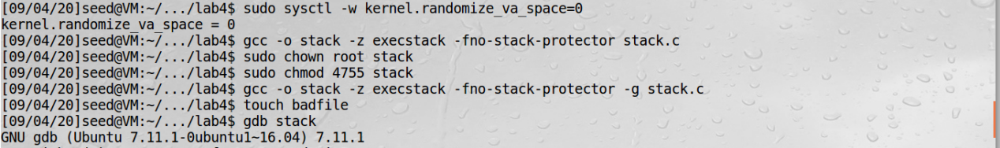 [09/04/20]seed@VM:~/.../lab4$ sudo sysctl -w kernel.randomize_va_space=0
kernel.randomize_va_space = 0
[09/04/20]seed@VM:~/.../lab4$ gcc -o stack -z execstack -fno-stack-protector stack.c
[09/04/20]seed@VM:~/.../lab4$ sudo chown root stack
[09/04/20]seed@VM:~/.../lab4$ sudo chmod 4755 stack
[09/04/20]seed@VM:~/.../lab4$ gcc -o stack -z execstack -fno-stack-protector -g stack.c
[09/04/20]seed@VM:~/.../lab4$ touch badfile
[09/04/20]seed@VM:~/.../lab4$ gdb stack
GNU gdb (Ubuntu 7.11.1-0ubuntu1~16.04) 7.11.1